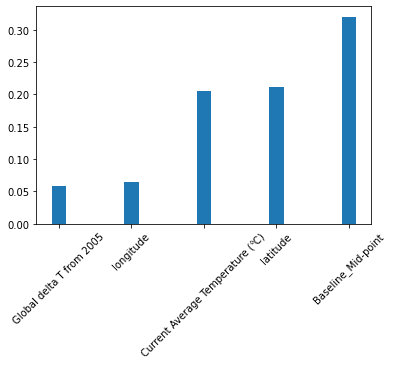 0.30
0.25
0.20
0.15
0.10
0.05
0.00
Global delta T from 2005
longitude
Current Average Temperature (℃)
latitude
Baseline_Mid-point